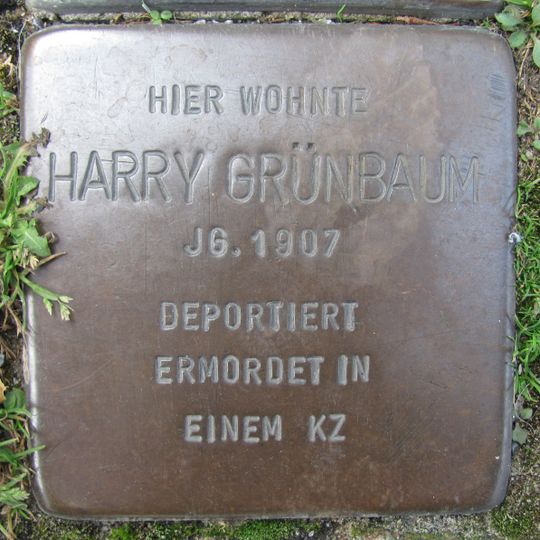 HIER WOHNTE
HARRY GRÜNBAUM
JG. 1907
DEPORTIERT
ERMORDET IN
EINEM KZ